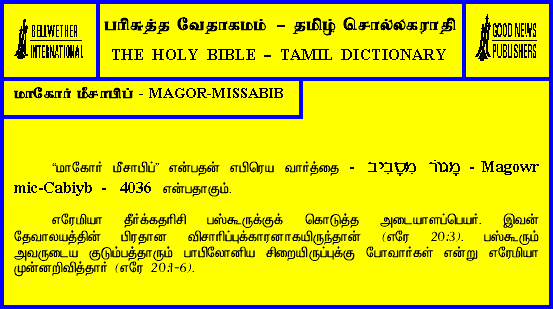 BELLWETHER
INTERNATIONAL
பரிசுத்த வேதாகமம் – தமிழ் சொல்லகராதி
THE HOLY BIBLE – TAMIL DICTIONARY
GOOD NEWS
PUBLISHERS
மாகோர் மீசாபிப் - MAGOR-MISSABIB
“மாகோர் மீசாபிப்” என்பதன் எபிரெய வார்த்தை - מָגוֹר מִסָּבִיב - Magowr
mic-Cabiyb - 4036 என்பதாகும்.
எரேமியா தீர்க்கதரிசி பஸ்கூருக்குக் கொடுத்த அடையாளப்பெயர். இவன்
தேவாலயத்தின் பிரதான விசாரிப்புக்காரனாகயிருந்தான் (எரே 20:3). பஸ்கூரும்
அவருடைய குடும்பத்தாரும் பாபிலோனிய சிறையிருப்புக்கு போவார்கள் என்று எரேமியா
முன்னறிவித்தார் (எரே 20:1-6).